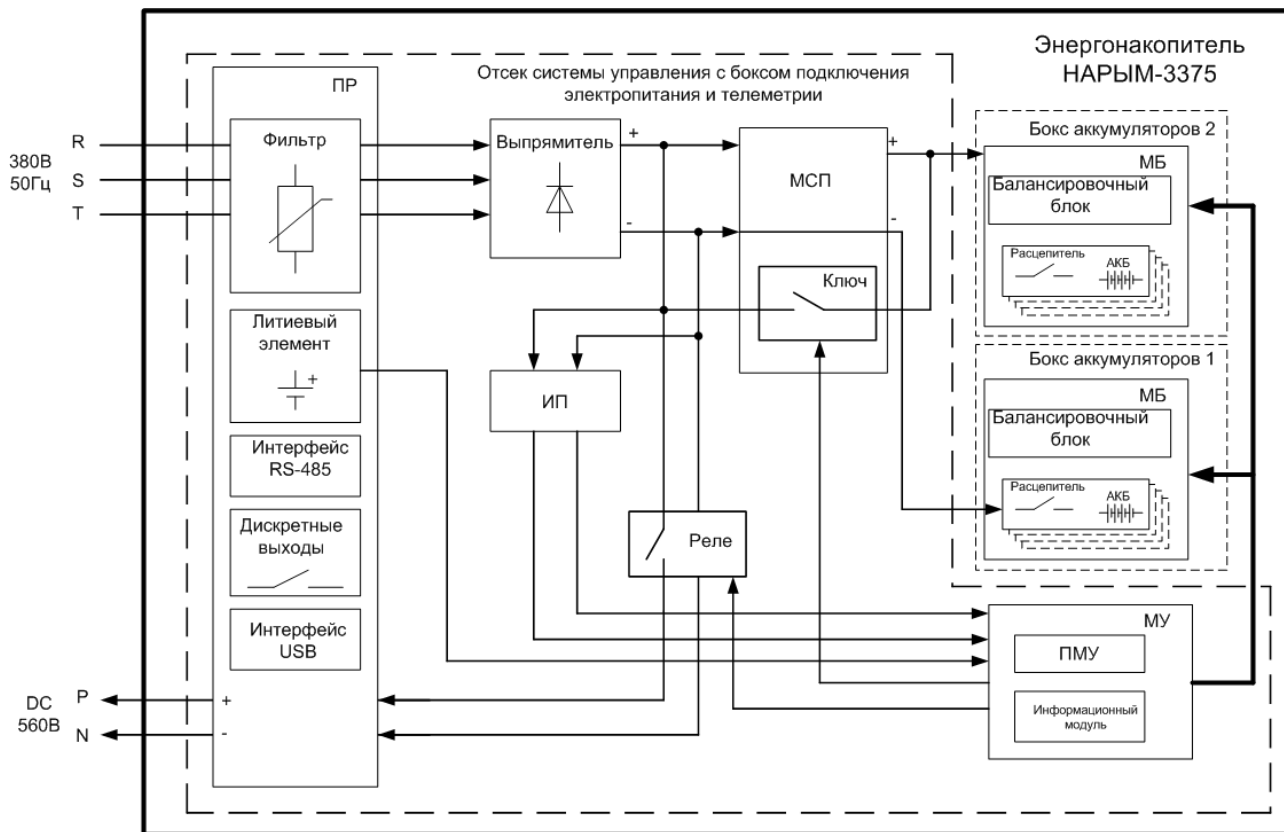 Энергонакопитель
НАРЫМ-3375
Отсек системы управления с боксом подключения
электропитания и телеметрии
ПР
Фильтр
R
380В
50Гц
S
T
Выпрямитель
+
-
МСП
+
-
Ключ
Бокс аккумуляторов 2
МБ
Балансировочный
блок
Расцепитель
АКБ
Литиевый
элемент
+
ИП
Бокс аккумуляторов 1
МБ
Балансировочный
блок
Расцепитель
АКБ
Интерфейс
RS-485
Дискретные
выходы
Реле
Интерфейс
USB
МУ
ПМУ
Информационный
модуль
DC
560В
P
+
N
-